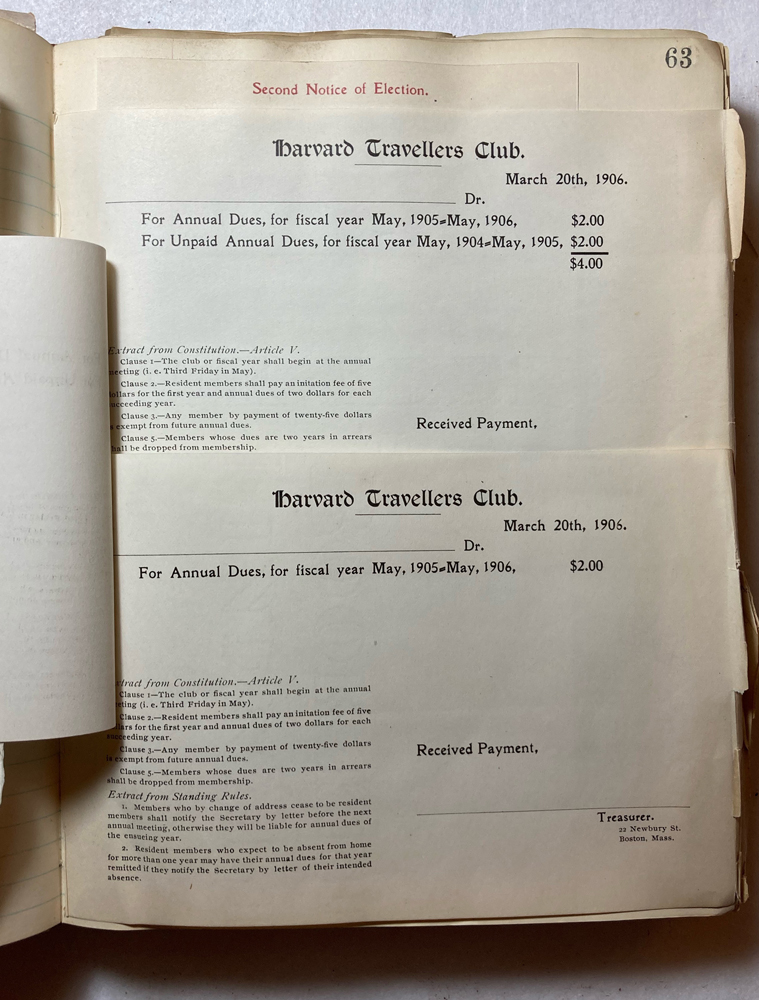 63
Second Notice of Election.
Harvard Travellers Club.
March 20th, 1906.
Dr.
For Annual Dues, for fiscal year May, 1905=May, 1906, $2.00
For Unpaid Annual Dues, for fiscal year May, 1904=May, 1905, $2.00
$4.00
Extract from Constitution.—Article V.
Clause 1—The club or fiscal year shall begin at the annual
meeting (i. e. Third Friday in May).
Clause 2.—Resident members shall pay an initation fee of five
dollars for the first year and annual dues of two dollars for each
succeeding year.
Clause 3.—Any member by payment of twenty-five dollars
exempt from future annual dues.
Clause 5.—Members whose dues are two years in arrears
shall be dropped from membership.
Received Payment,
Harvard Travellers Club.
March 20th, 1906.
Dr.
For Annual Dues, for fiscal year May, 1905=May, 1906, $2.00
Extract from Constitution.—Article V.
Clause 1—The club or fiscal year shall begin at the annual
meeting (i. e. Third Friday in May).
Clause 2.—Resident members shall pay an initation fee of five
dollars for the first year and annual dues of two dollars for each
succeeding year.
Clause 3.—Any member by payment of twenty-five dollars
is exempt from future annual dues.
Clause 5.—Members whose dues are two years in arrears
shall be dropped from membership.
Extract from Standing Rules.
1. Members who by change of address cease to be resident
members shall notify the Secretary by letter before the next
annual meeting, otherwise they will be liable for annual dues of
the ensueing year.
2. Resident members who expect to be absent from home
for more than one year may have their annual dues for that year
remitted if they notify the Secretary by letter of their intended
absence.
Received Payment,
Treasurer.
22 Newbury St.
Boston, Mass.